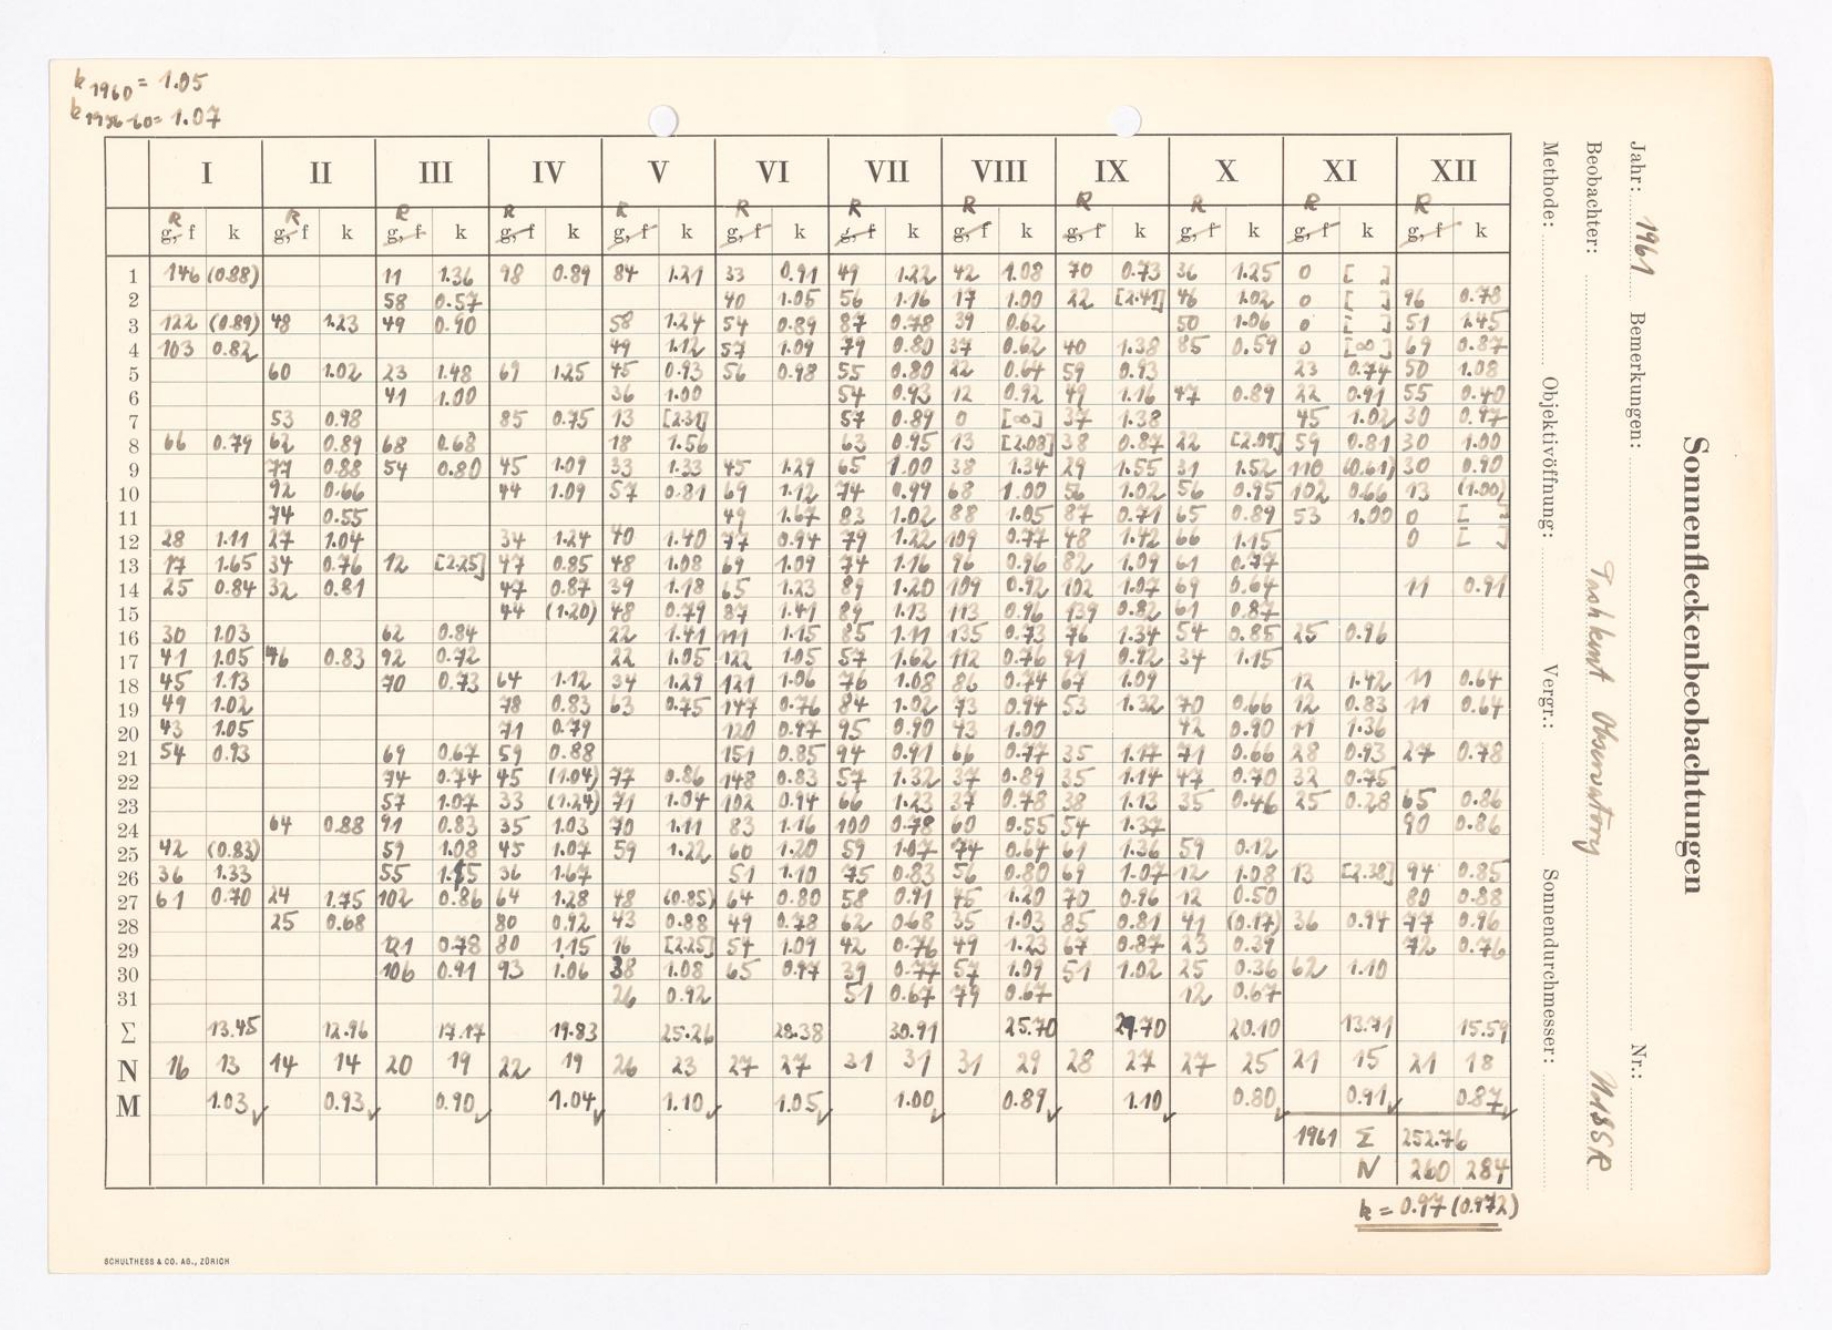 k 1960 = 1.05
k 1956-60 = 1.07
I II III IV V VI VII VIII IX X XI XII
R R R R R R R R R R R R
g, f k g, f k g, f k g, f k g, f k g, f k g, f k g, f k g, f k g, f k g, f k g, f k
1 146 (0.88) 11 1.36 98 0.89 84 1.21 33 0.91 49 1.22 42 1.08 70 0.73 36 1.25 0 [ ]
2 58 0.57 40 1.05 56 1.16 17 1.00 22 [2.41] 46 1.02 0 [ ] 96 0.78
3 122 (0.89) 48 1.23 49 0.90 58 1.24 54 0.89 87 0.78 39 0.62 50 1.06 0 [ ] 51 1.45
4 103 0.82 49 1.12 57 1.09 79 0.80 37 0.62 40 1.38 85 0.59 0 [∞] 69 0.87
5 60 1.02 23 1.48 69 1.25 45 0.93 56 0.98 55 0.80 22 0.64 59 0.93 23 0.74 50 1.08
6 41 1.00 36 1.00 54 0.93 12 0.92 49 1.16 47 0.89 22 0.91 55 0.40
7 53 0.98 85 0.75 13 [2.31] 57 0.89 0 [∞] 37 1.38 45 1.02 30 0.97
8 66 0.79 62 0.89 68 0.68 18 1.56 63 0.95 13 [2.08] 38 0.87 22 [2.09] 59 0.81 30 1.00
9 77 0.88 54 0.80 45 1.09 33 1.33 45 1.29 65 1.00 38 1.34 29 1.55 31 1.52 110 (0.61) 30 0.90
10 92 0.66 44 1.09 57 0.81 69 1.12 74 0.99 68 1.00 56 1.02 56 0.95 102 0.66 13 (1.00)
11 74 0.55 49 1.67 83 1.02 88 1.05 87 0.71 65 0.89 53 1.00 0 [ ]
12 28 1.11 27 1.04 34 1.24 40 1.40 77 0.94 79 1.22 109 0.77 48 1.42 66 1.15 0 [ ]
13 17 1.65 34 0.76 12 [2.25] 47 0.85 48 1.08 69 1.09 74 1.16 96 0.96 82 1.09 61 0.77
14 25 0.84 32 0.81 47 0.87 39 1.18 65 1.23 89 1.20 109 0.92 102 1.07 69 0.64 11 0.91
15 44 (1.20) 48 0.79 87 1.41 89 1.13 113 0.96 139 0.82 61 0.87
16 30 1.03 62 0.84 22 1.41 111 1.15 85 1.11 135 0.73 76 1.34 54 0.85 25 0.96
17 41 1.05 46 0.83 92 0.72 22 1.05 122 1.05 57 1.62 112 0.76 91 0.92 34 1.15
18 45 1.13 70 0.73 64 1.12 34 1.29 121 1.06 76 1.08 86 0.74 67 1.09 12 1.42 11 0.64
19 49 1.02 78 0.83 63 0.75 147 0.76 84 1.02 73 0.94 53 1.32 70 0.66 12 0.83 11 0.64
20 43 1.05 71 0.79 120 0.97 95 0.90 43 1.00 42 0.90 11 1.36
21 54 0.93 69 0.67 59 0.88 151 0.85 94 0.91 66 0.77 35 1.17 71 0.66 28 0.93 27 0.78
22 74 0.74 45 (1.04) 77 0.86 148 0.83 57 1.32 37 0.89 35 1.14 47 0.70 32 0.75
23 57 1.07 33 (1.24) 71 1.04 102 0.94 66 1.23 37 0.78 38 1.13 35 0.46 25 0.28 65 0.86
24 64 0.88 91 0.83 35 1.03 70 1.11 83 1.16 100 0.78 60 0.55 54 1.37 90 0.86
25 42 (0.83) 59 1.08 45 1.07 59 1.22 60 1.20 59 1.07 74 0.64 61 1.36 59 0.12
26 36 1.33 55 1.15 36 1.67 51 1.10 75 0.83 56 0.80 69 1.07 12 1.08 13 [2.38] 94 0.85
27 61 0.70 24 1.75 102 0.86 64 1.28 48 (0.85) 64 0.80 58 0.91 45 1.20 70 0.96 12 0.50 80 0.88
28 25 0.68 80 0.92 43 0.88 49 0.78 62 0.68 35 1.03 85 0.81 41 (0.17) 36 0.94 77 0.96
29 121 0.78 80 1.15 16 [2.25] 54 1.09 42 0.76 49 1.23 67 0.87 23 0.39 72 0.76
30 106 0.91 93 1.06 38 1.08 65 0.97 39 0.77 57 1.09 51 1.02 25 0.36 62 1.10
31 26 0.92 51 0.67 79 0.67 12 0.67
Σ 13.45 12.96 17.17 19.83 25.26 28.38 30.91 25.70 29.70 20.10 13.71 15.59
N 16 13 14 14 20 19 22 19 26 23 27 27 31 31 31 29 28 27 27 25 21 15 21 18
M 1.03 0.93 0.90 1.04 1.10 1.05 1.00 0.89 1.10 0.80 0.91 0.87
1961 Σ 252.76
N 260 284
k = 0.97 (0.972)
SCHULTHESS & CO. AG., ZÜRICH
Sonnenfleckenbeobachtungen
Jahr: 1961 Bemerkungen: Nr.:
Beobachter: Tashkent Observatory UdSSR
Methode: Objektivöffnung: Vergr.: Sonnendurchmesser: